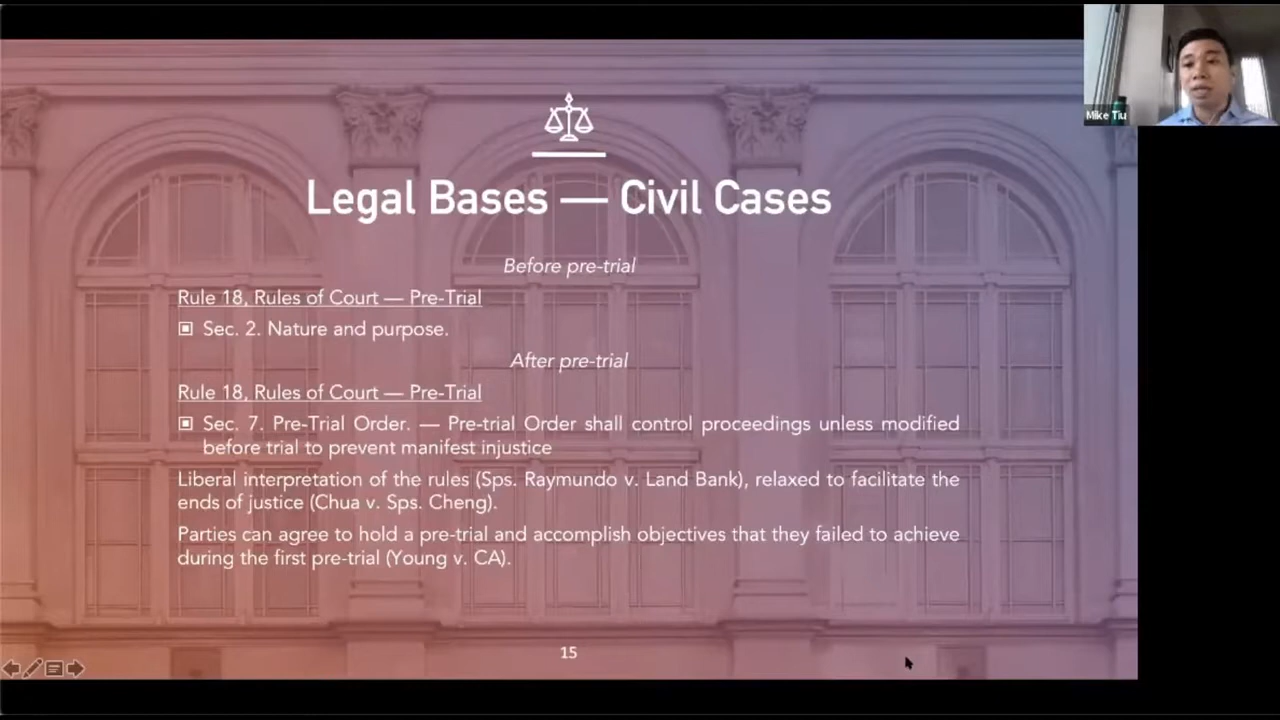 Mike Tiu
Legal Bases — Civil Cases
Before pre-trial
Rule 18, Rules of Court — Pre-Trial
Sec. 2. Nature and purpose.
After pre-trial
Rule 18, Rules of Court — Pre-Trial
Sec. 7. Pre-Trial Order. — Pre-trial Order shall control proceedings unless modified
before trial to prevent manifest injustice
Liberal interpretation of the rules (Sps. Raymundo v. Land Bank), relaxed to facilitate the
ends of justice (Chua v. Sps. Cheng).
Parties can agree to hold a pre-trial and accomplish objectives that they failed to achieve
during the first pre-trial (Young v. CA).
15